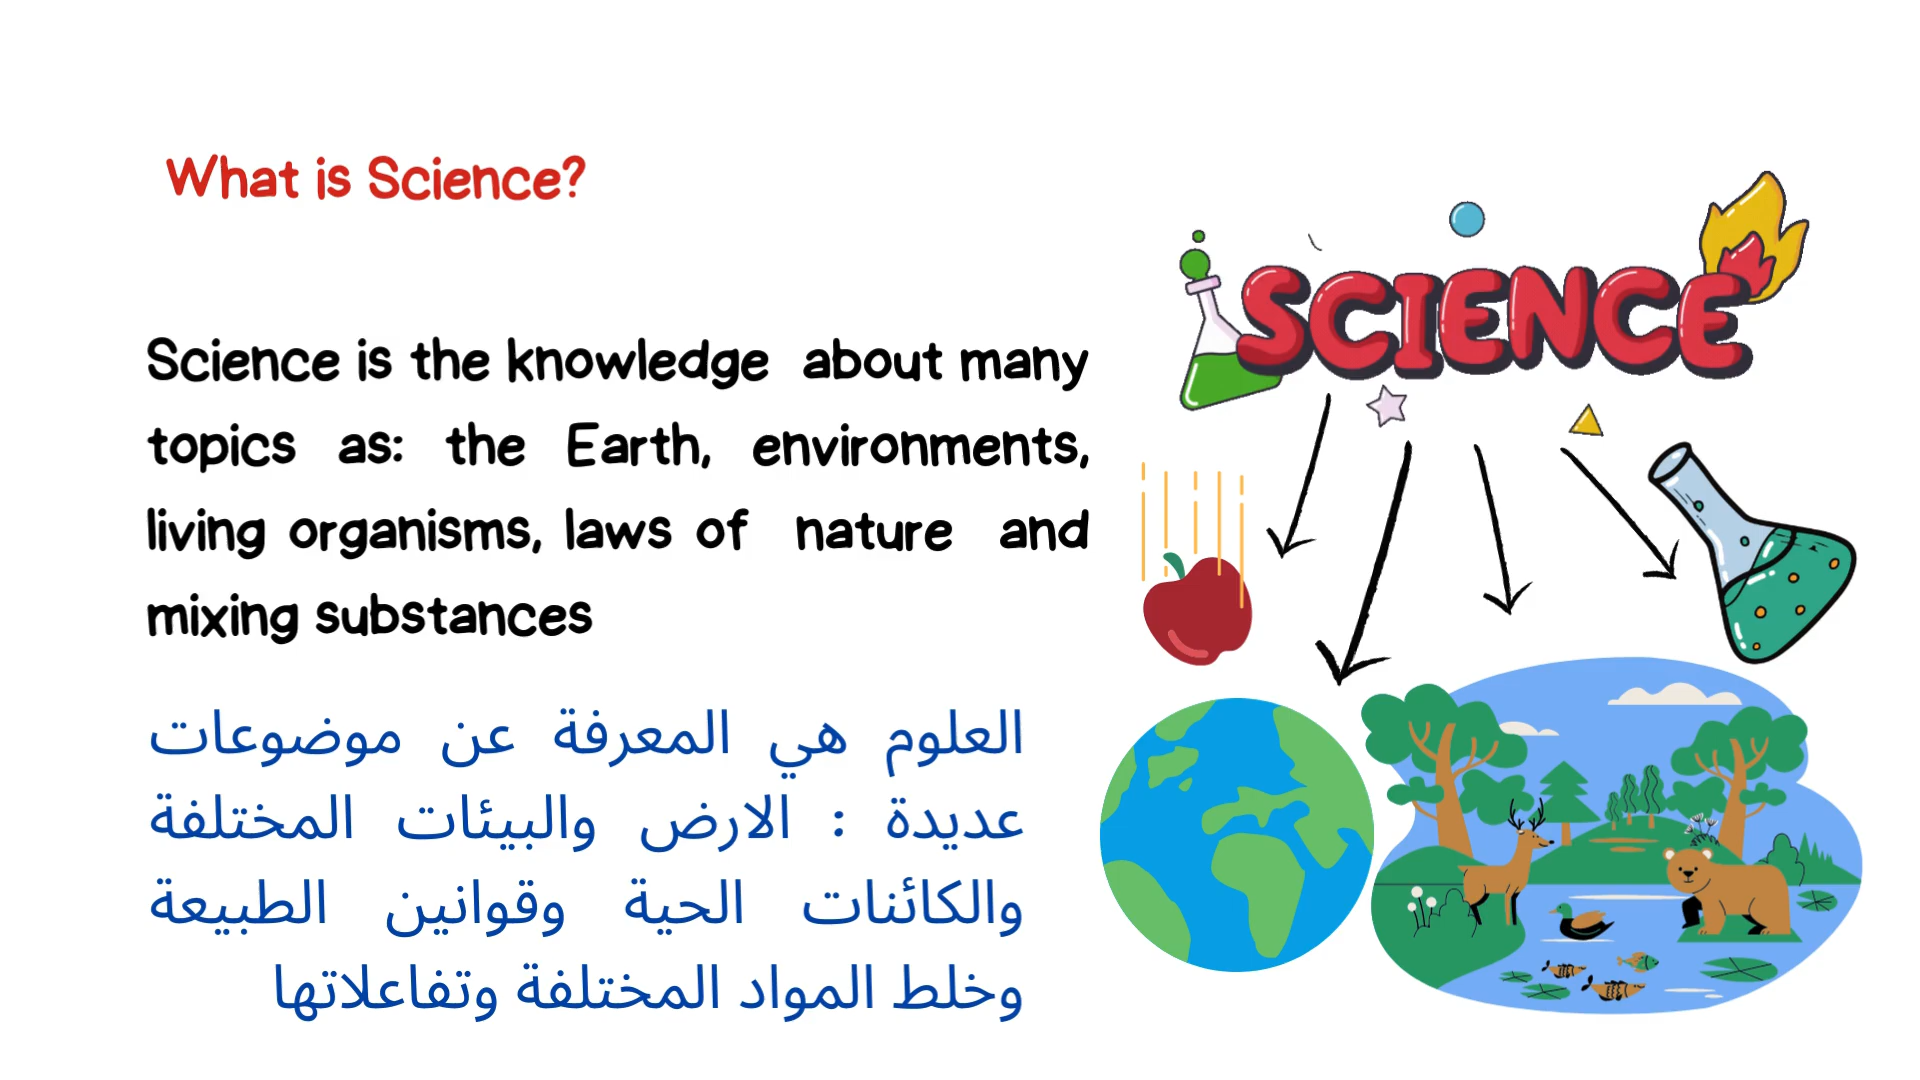 What is Science?
Science is the knowledge about many
topics as: the Earth, environments,
living organisms, laws of nature and
mixing substances
العلوم هي المعرفة عن موضوعات
عديدة : الارض والبيئات المختلفة
والكائنات الحية وقوانين الطبيعة
وخلط المواد المختلفة وتفاعلاتها
SCIENCE